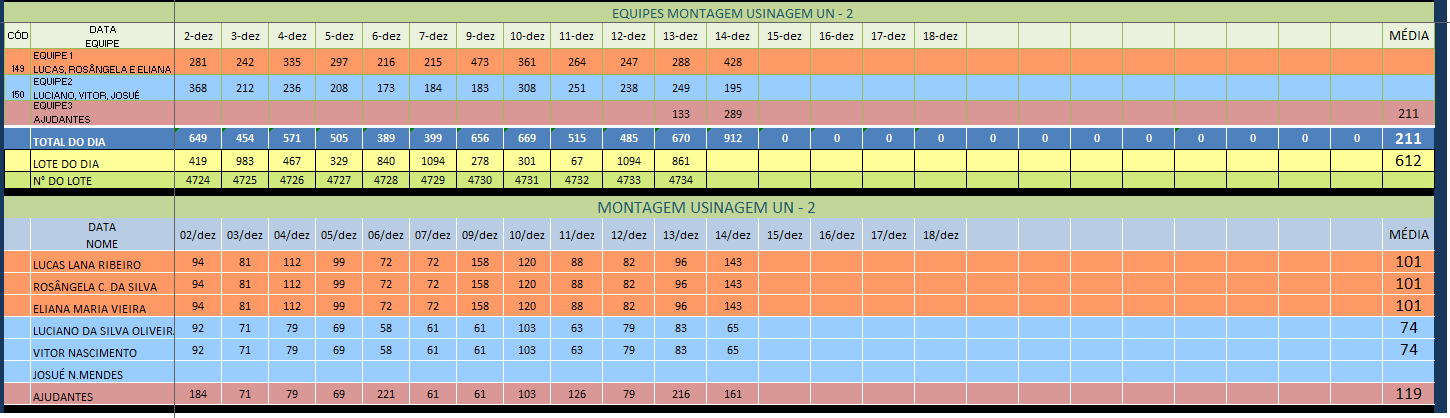 EQUIPES MONTAGEM USINAGEM UN - 2
CÓD DATA EQUIPE 2-dez 3-dez 4-dez 5-dez 6-dez 7-dez 9-dez 10-dez 11-dez 12-dez 13-dez 14-dez 15-dez 16-dez 17-dez 18-dez MÉDIA
149 EQUIPE 1 LUCAS, ROSÂNGELA E ELIANA 281 242 335 297 216 215 473 361 264 247 288 428
150 EQUIPE2 LUCIANO, VITOR, JOSUÉ 368 212 236 208 173 184 183 308 251 238 249 195
EQUIPE3 AJUDANTES 133 289 211
TOTAL DO DIA 649 454 571 505 389 399 656 669 515 485 670 912 0 0 0 0 0 0 0 0 0 0 0 0 211
LOTE DO DIA 419 983 467 329 840 1094 278 301 67 1094 861 612
Nº DO LOTE 4724 4725 4726 4727 4728 4729 4730 4731 4732 4733 4734
MONTAGEM USINAGEM UN - 2
DATA NOME 02/dez 03/dez 04/dez 05/dez 06/dez 07/dez 09/dez 10/dez 11/dez 12/dez 13/dez 14/dez 15/dez 16/dez 17/dez 18/dez MÉDIA
LUCAS LANA RIBEIRO 94 81 112 99 72 72 158 120 88 82 96 143 101
ROSÂNGELA C. DA SILVA 94 81 112 99 72 72 158 120 88 82 96 143 101
ELIANA MARIA VIEIRA 94 81 112 99 72 72 158 120 88 82 96 143 101
LUCIANO DA SILVA OLIVEIRA 92 71 79 69 58 61 61 103 63 79 83 65 74
VITOR NASCIMENTO 92 71 79 69 58 61 61 103 63 79 83 65 74
JOSUÉ N.MENDES
AJUDANTES 184 71 79 69 221 61 61 103 126 79 216 161 119